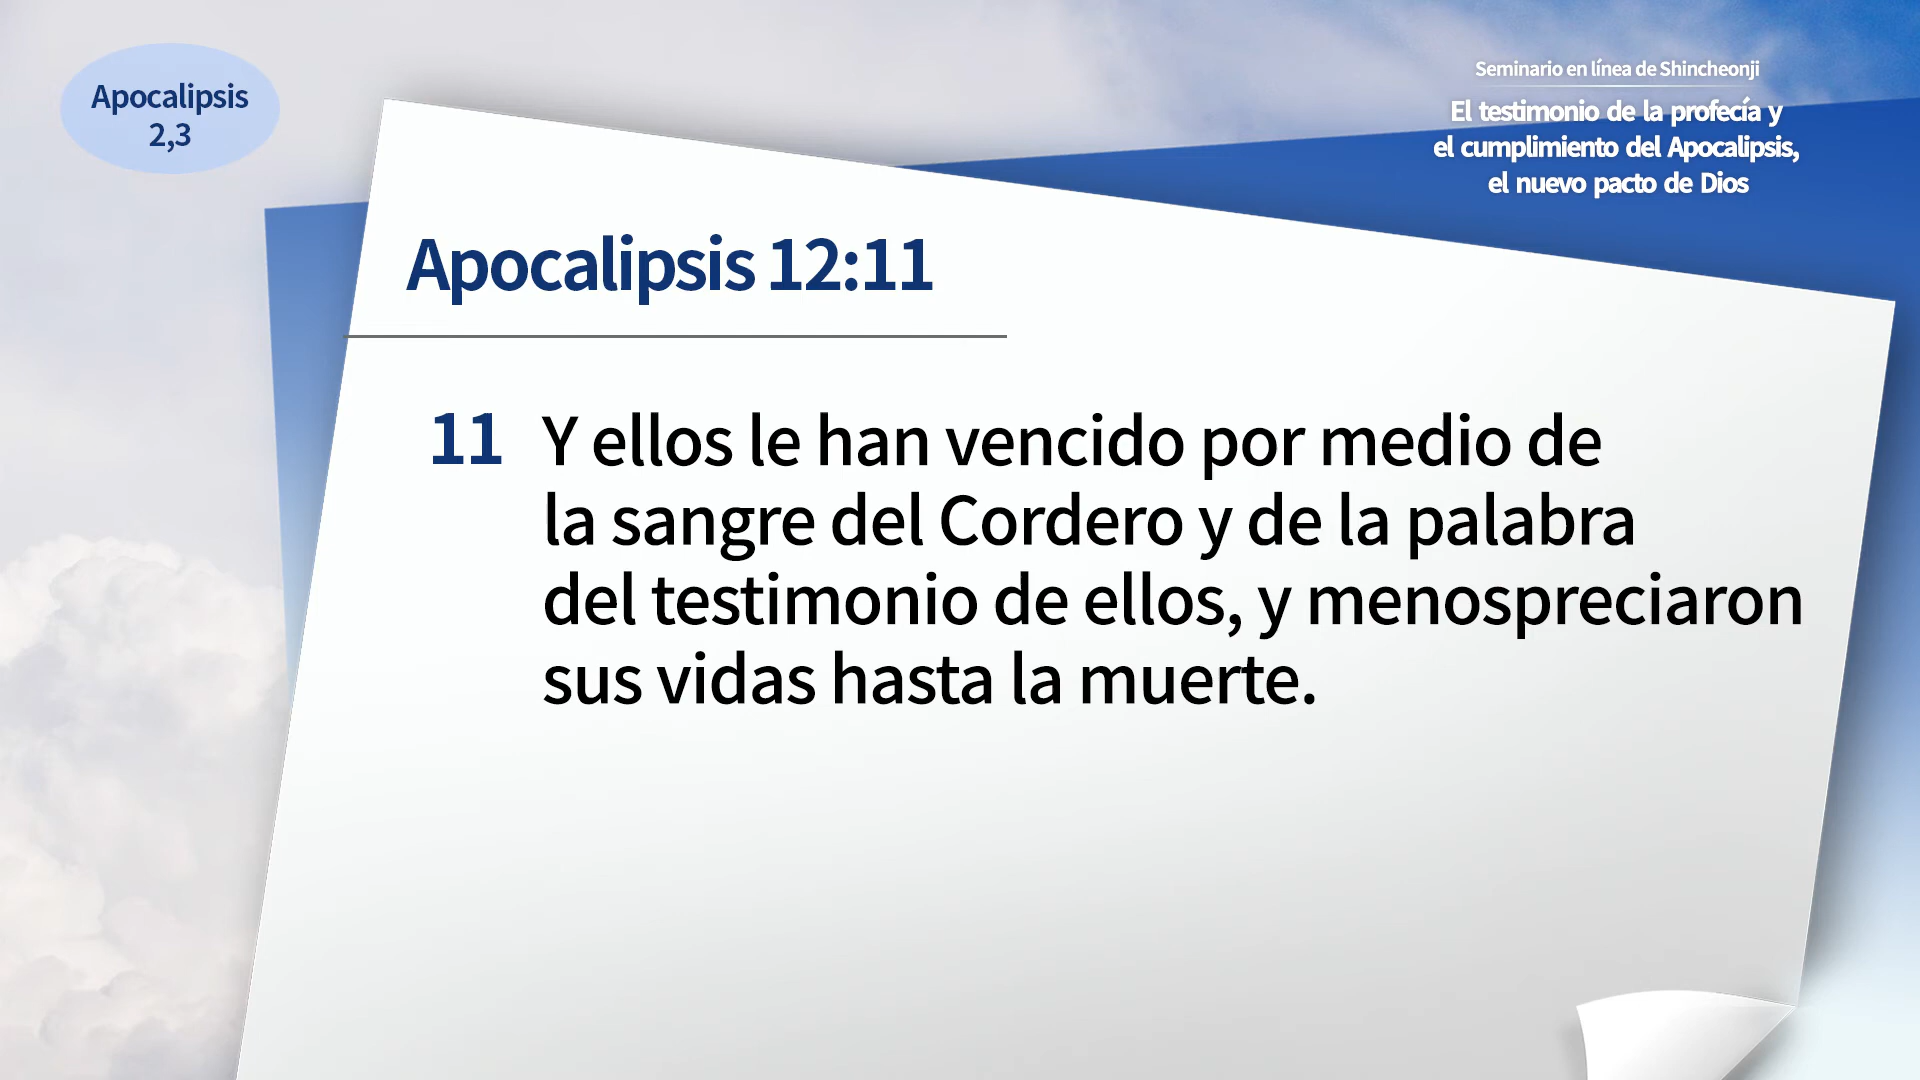 Apocalipsis
2,3
Seminario en línea de Shincheonji
El testimonio de la profecía y
el cumplimiento del Apocalipsis,
el nuevo pacto de Dios
Apocalipsis 12:11
11 Y ellos le han vencido por medio de
la sangre del Cordero y de la palabra
del testimonio de ellos, y menospreciaron
sus vidas hasta la muerte.